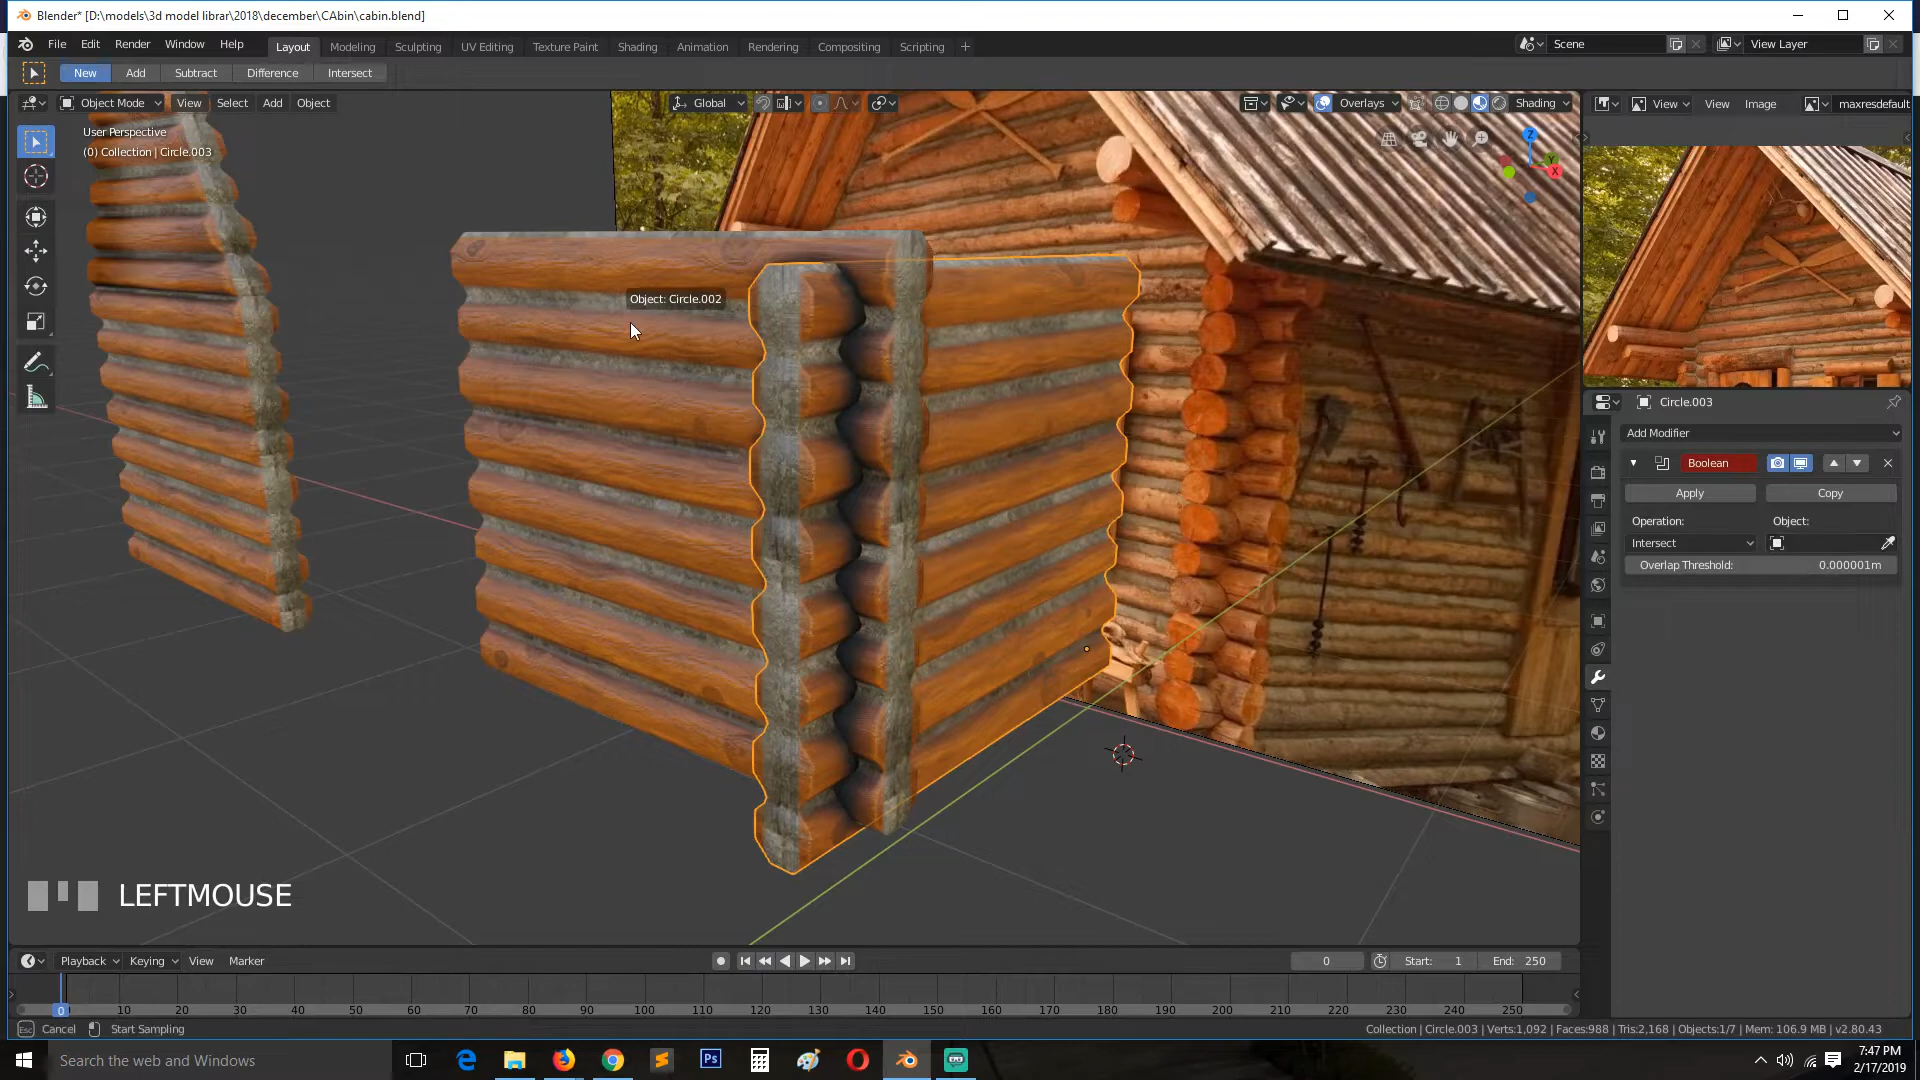 Blender* [D:\models\3d model librar\2018\december\CAbin\cabin.blend]
File Edit Render Window Help Layout Modeling Sculpting UV Editing Texture Paint Shading Animation Rendering Compositing Scripting + Scene View Layer
New Add Subtract Difference Intersect
Object Mode View Select Add Object Global Overlays Shading View View Image maxresdefault
User Perspective
(0) Collection | Circle.003
Z
Y
X
Object: Circle.002
Circle.003
Add Modifier
Boolean
Apply Copy
Operation: Object:
Intersect
Overlap Threshold: 0.000001m
LEFTMOUSE
Playback Keying View Marker 0 Start: 1 End: 250
0 10 20 30 40 50 60 70 80 90 100 110 120 130 140 150 160 170 180 190 200 210 220 230 240 250
Esc Cancel Start Sampling Collection | Circle.003 | Verts:1,092 | Faces:988 | Tris:2,168 | Objects:1/7 | Mem: 106.9 MB | v2.80.43
Search the web and Windows Ps 7:47 PM
2/17/2019